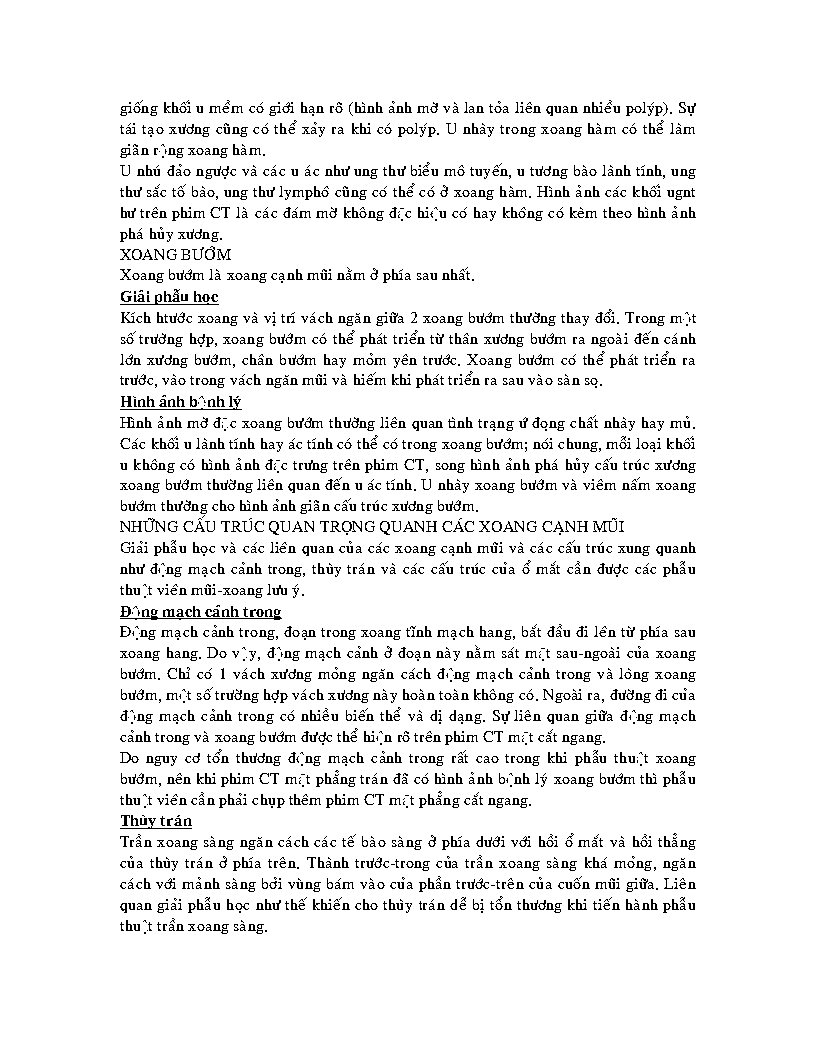 giống khối u mềm có giới hạn rõ (hình ảnh mờ và lan tỏa liên quan nhiều polýp). Sự
tái tạo xương cũng có thể xảy ra khi có polýp. U nhày trong xoang hàm có thể làm
giãn rộng xoang hàm.
U nhú đảo ngược và các u ác như ung thư biểu mô tuyến, u tương bào lành tính, ung
thư sắc tố bào, ung thư lymphô cũng có thể có ở xoang hàm. Hình ảnh các khối ugnt
hư trên phim CT là các đám mờ không đặc hiệu có hay không có kèm theo hình ảnh
phá hủy xương.
XOANG BƯỚM
Xoang bướm là xoang cạnh mũi nằm ở phía sau nhất.
Giải phẫu học
Kích htước xoang và vị trí vách ngăn giữa 2 xoang bướm thường thay đổi. Trong một
số trường hợp, xoang bướm có thể phát triển từ thân xương bướm ra ngoài đến cánh
lớn xương bướm, chân bướm hay mỏm yên trước. Xoang bướm có thể phát triển ra
trước, vào trong vách ngăn mũi và hiếm khi phát triển ra sau vào sàn sọ.
Hình ảnh bệnh lý
Hình ảnh mờ đặc xoang bướm thường liên quan tình trạng ứ đọng chất nhày hay mủ.
Các khối u lành tính hay ác tính có thể có trong xoang bướm; nói chung, mỗi loại khối
u không có hình ảnh đặc trưng trên phim CT, song hình ảnh phá hủy cấu trúc xương
xoang bướm thường liên quan đến u ác tính. U nhày xoang bướm và viêm nấm xoang
bướm thường cho hình ảnh giãn cấu trúc xương bướm.
NHỮNG CẤU TRÚC QUAN TRỌNG QUANH CÁC XOANG CẠNH MŨI
Giải phẫu học và các liên quan của các xoang cạnh mũi và các cấu trúc xung quanh
như động mạch cảnh trong, thùy trán và các cấu trúc của ổ mắt cần được các phẫu
thuật viên mũi-xoang lưu ý.
Động mạch cảnh trong
Động mạch cảnh trong, đoạn trong xoang tĩnh mạch hang, bắt đầu đi lên từ phía sau
xoang hang. Do vậy, động mạch cảnh ở đoạn này nằm sát mặt sau-ngoài của xoang
bướm. Chỉ có 1 vách xương mỏng ngăn cách động mạch cảnh trong và lòng xoang
bướm, một số trường hợp vách xương này hoàn toàn không có. Ngoài ra, đường đi của
động mạch cảnh trong có nhiều biến thể và dị dạng. Sự liên quan giữa động mạch
cảnh trong và xoang bướm được thể hiện rõ trên phim CT mặt cắt ngang.
Do nguy cơ tổn thương động mạch cảnh trong rất cao trong khi phẫu thuật xoang
bướm, nên khi phim CT mặt phẳng trán đã có hình ảnh bệnh lý xoang bướm thì phẫu
thuật viên cần phải chụp thêm phim CT mặt phẳng cắt ngang.
Thùy trán
Trần xoang sàng ngăn cách các tế bào sàng ở phía dưới với hồi ổ mắt và hồi thẳng
của thùy trán ở phía trên. Thành trước-trong của trần xoang sàng khá mỏng, ngăn
cách với mảnh sàng bởi vùng bám vào của phần trước-trên của cuốn mũi giữa. Liên
quan giải phẫu học như thế khiến cho thùy trán dễ bị tổn thương khi tiến hành phẫu
thuật trần xoang sàng.